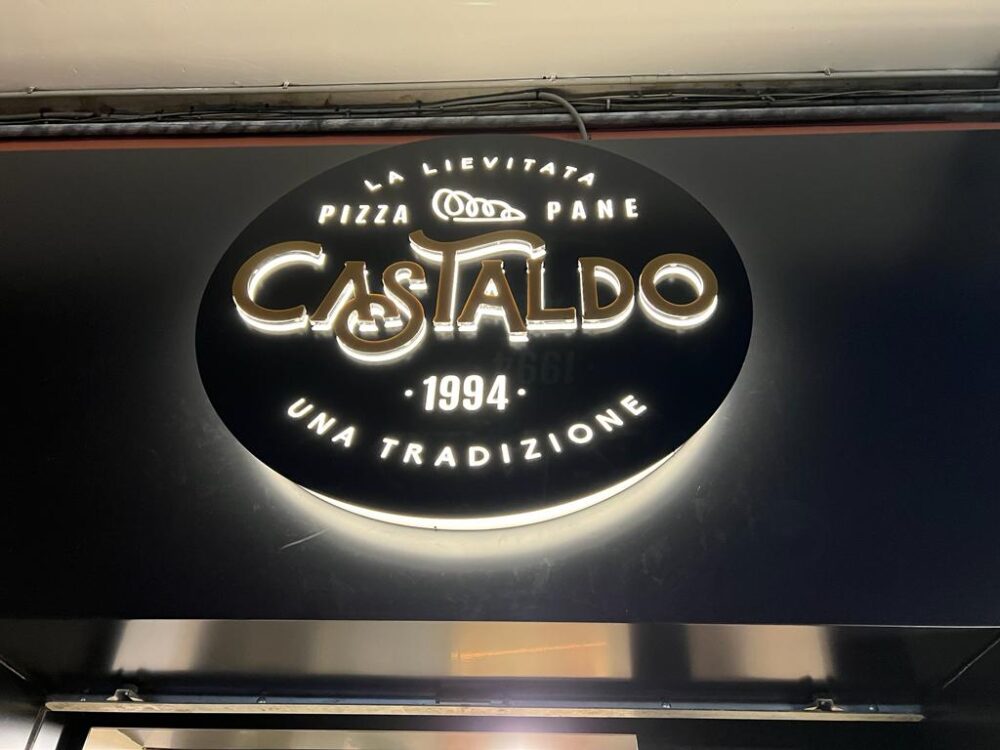 LA LIEVITATA
PIZZA PANE
CASTALDO
· 1994 ·
UNA TRADIZIONE